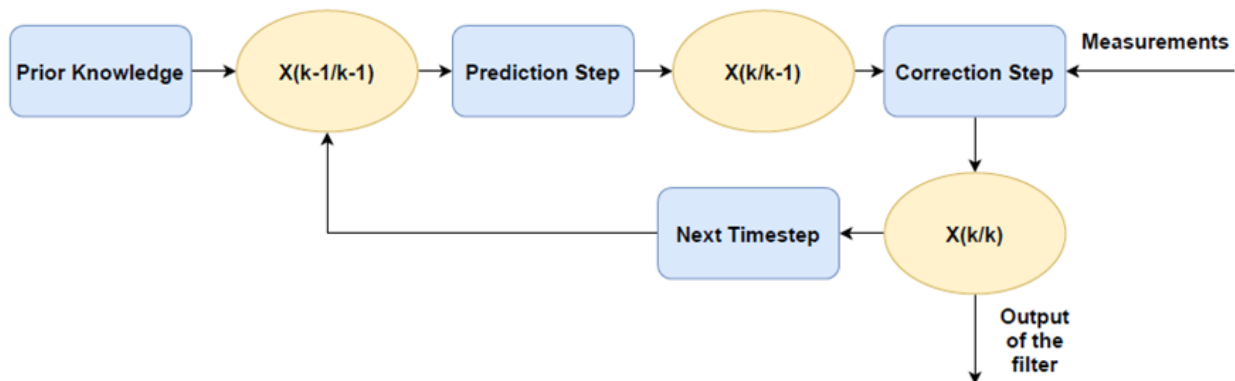 Prior Knowledge
X(k-1/k-1)
Prediction Step
X(k/k-1)
Correction Step
Measurements
Next Timestep
X(k/k)
Output
of the
filter